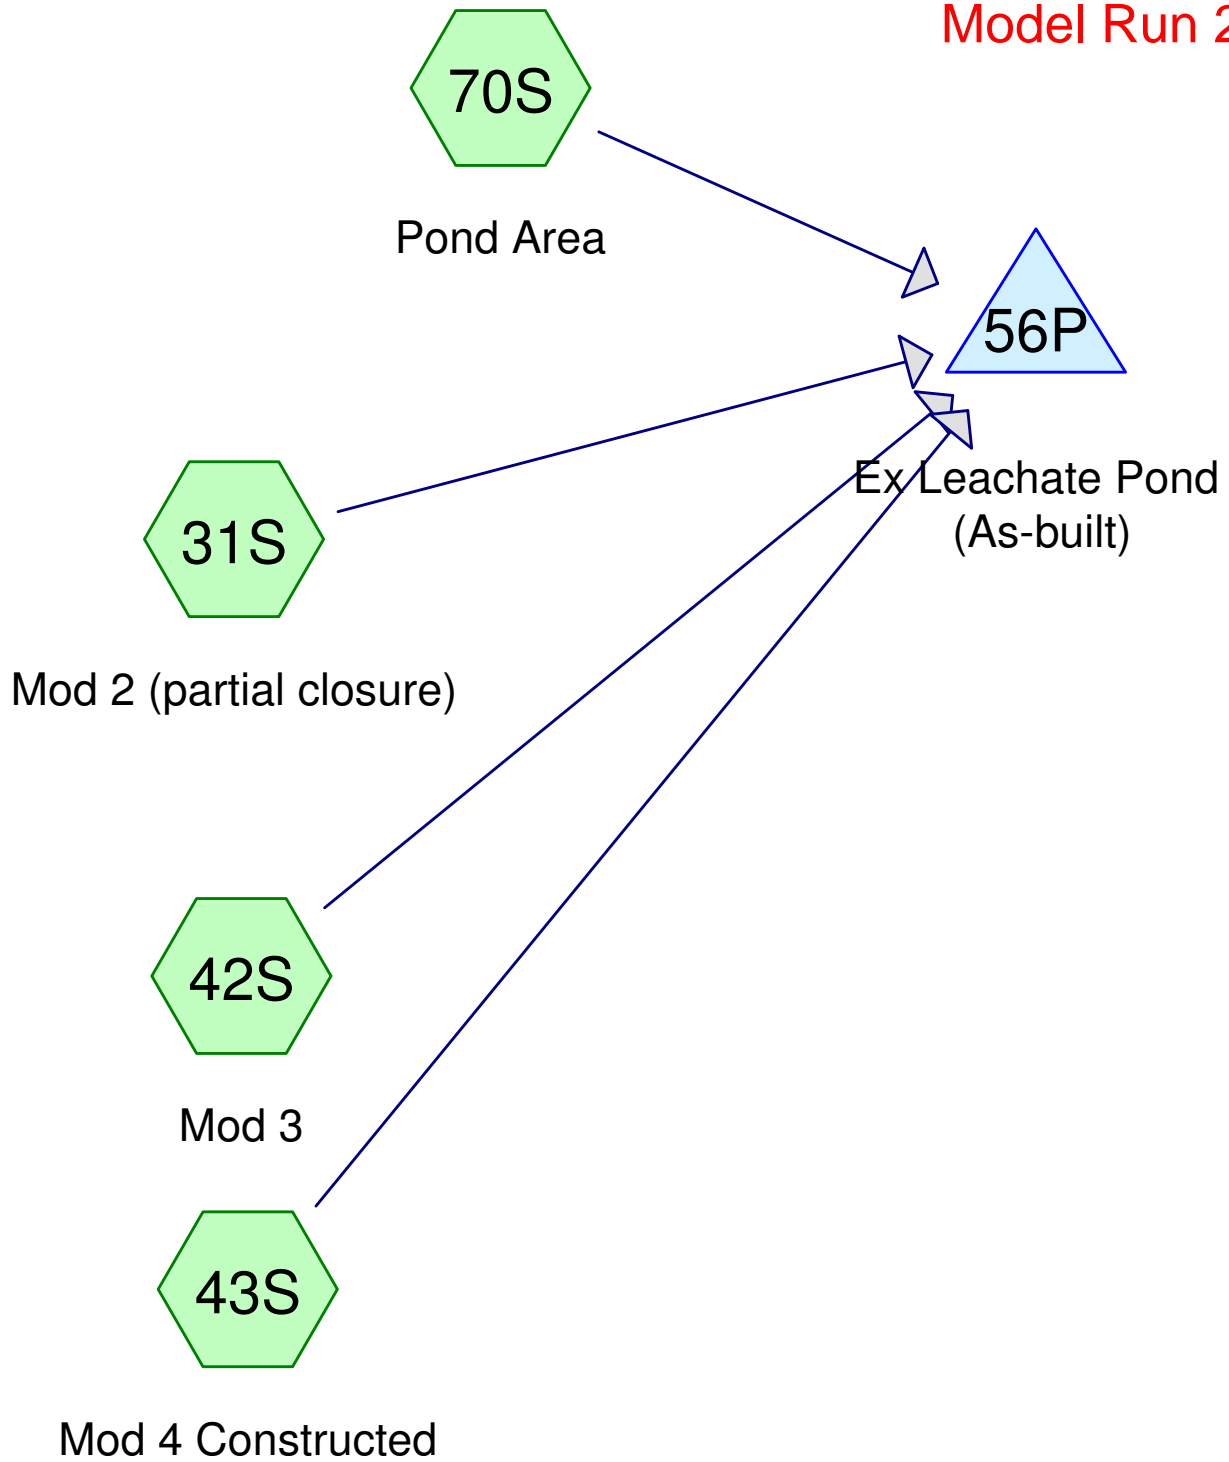 Model Run 2
70S
Pond Area
56P
Ex Leachate Pond
(As-built)
31S
Mod 2 (partial closure)
42S
Mod 3
43S
Mod 4 Constructed